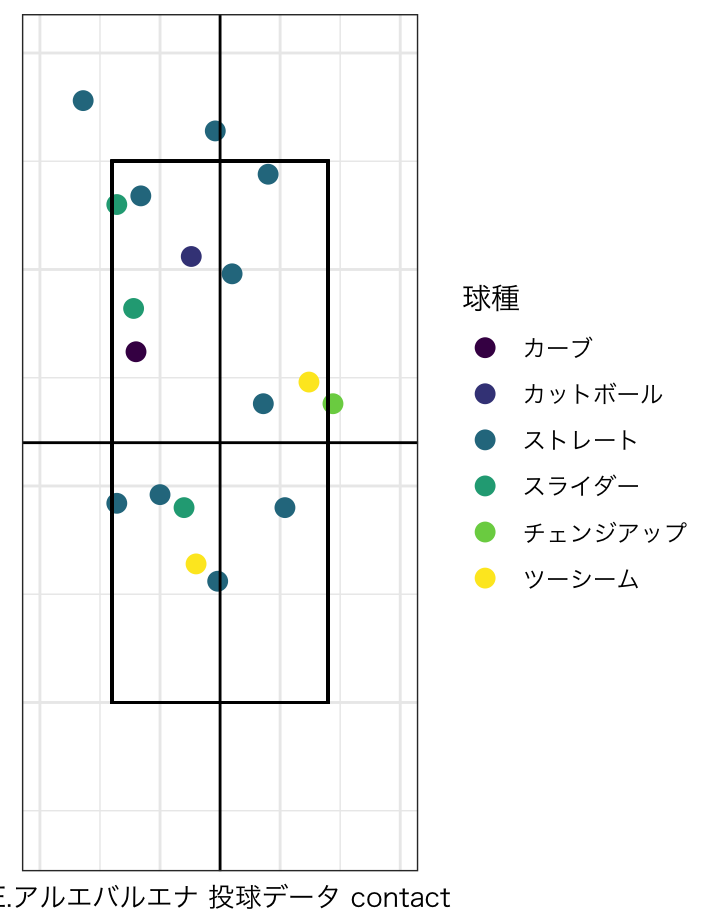 球種
カーブ
カットボール
ストレート
スライダー
チェンジアップ
ツーシーム
E.アルエバルエナ 投球データ contact